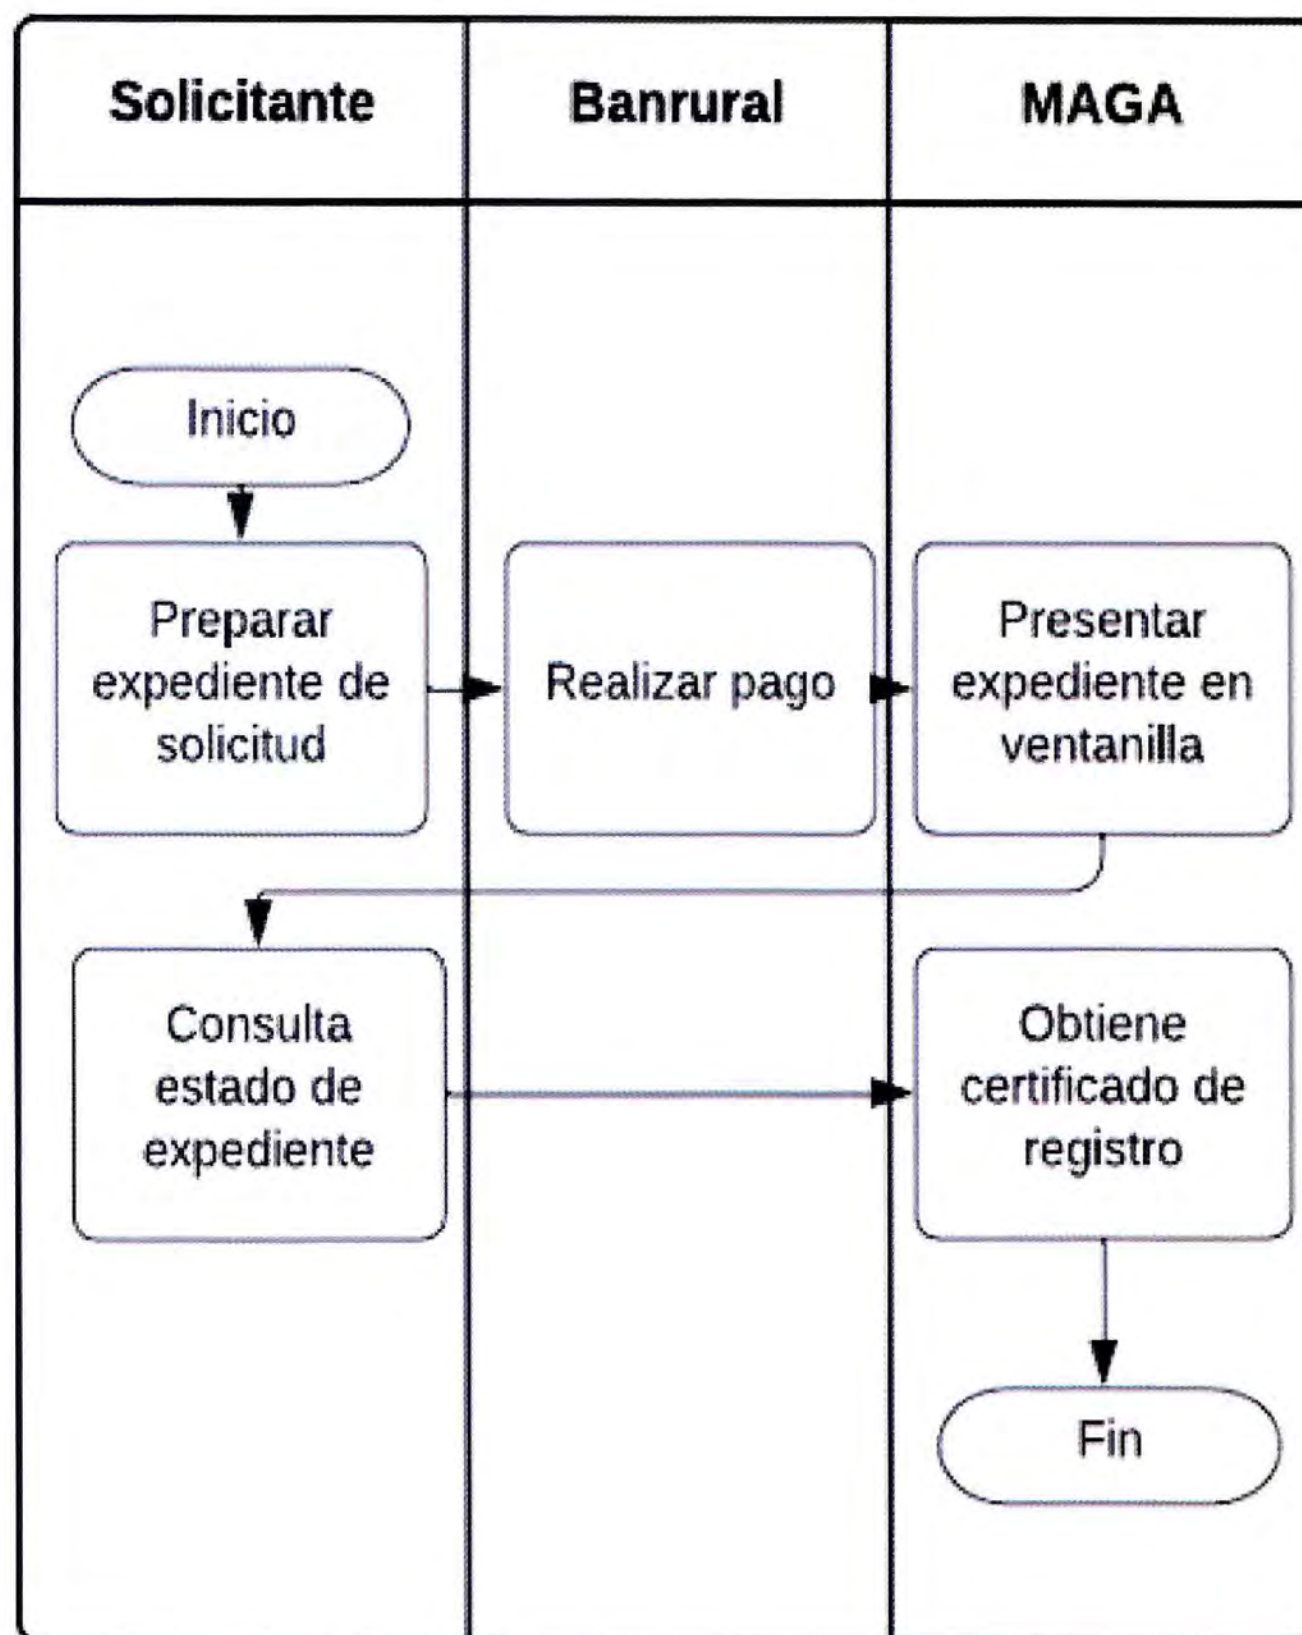 Solicitante
Banrural
MAGA
Inicio
Preparar
expediente de
solicitud
Realizar pago
Presentar
expediente en
ventanilla
Consulta
estado de
expediente
Obtiene
certificado de
registro
Fin